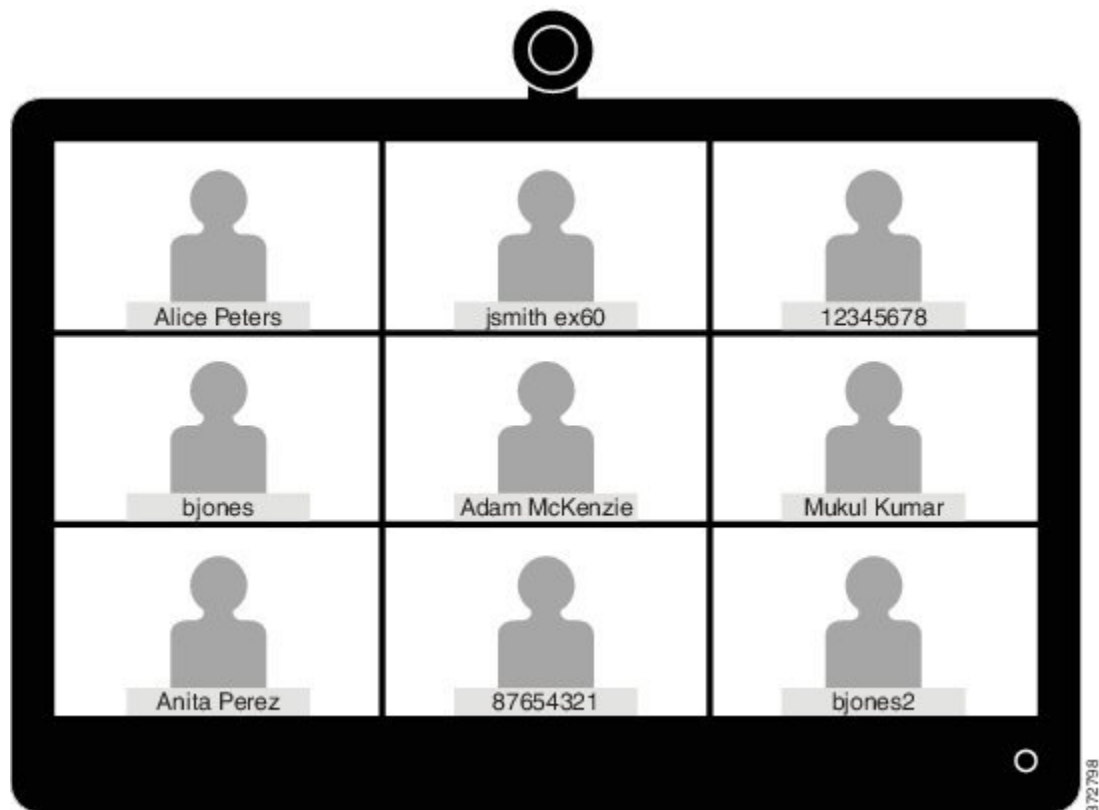 Alice Peters
jsmith ex60
12345678
bjones
Adam McKenzie
Mukul Kumar
Anita Perez
87654321
bjones2
372798